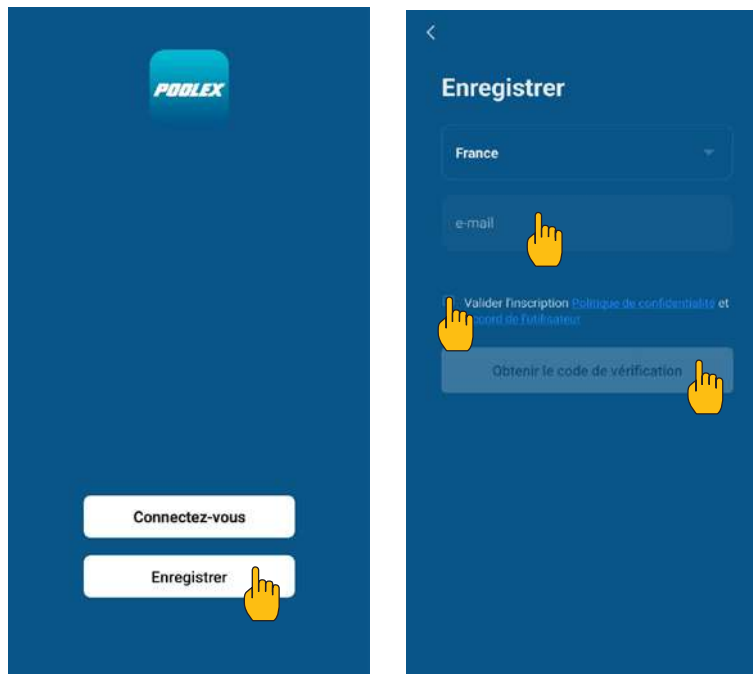 POOLEX
Connectez-vous
Enregistrer
Enregistrer
France
e-mail
Valider l'inscription Politique de confidentialité et
accord de l'utilisateur
Obtenir le code de vérification